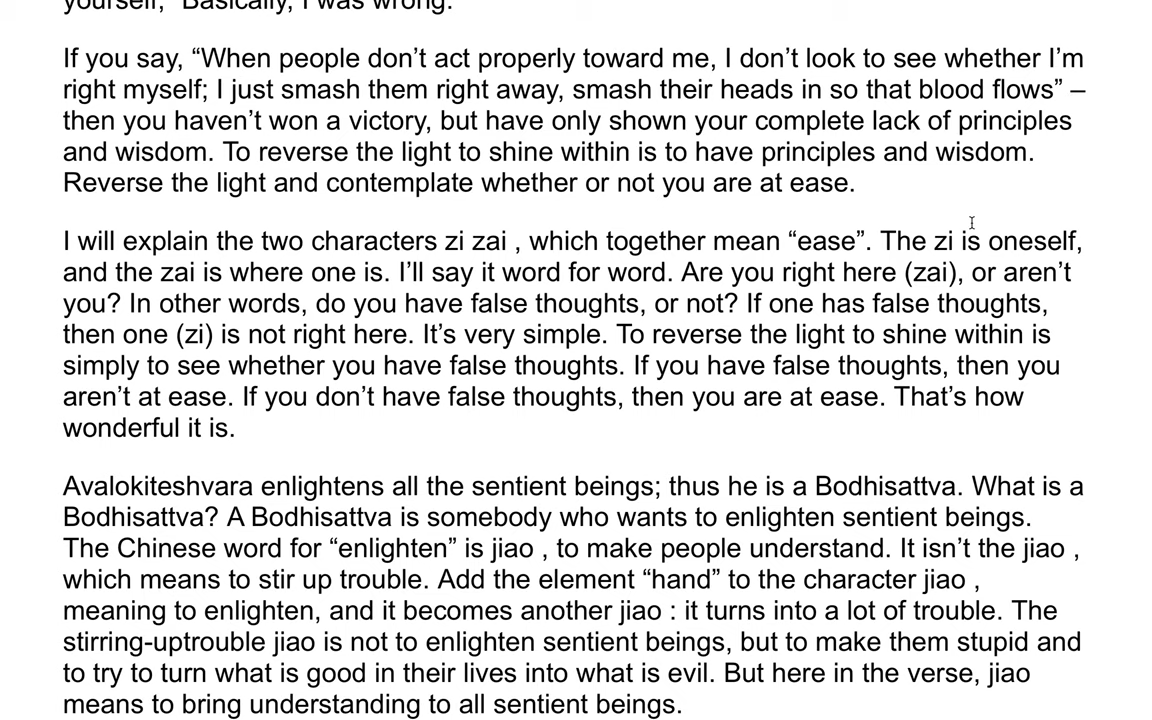 yourself, "Basically, I was wrong."
If you say, “When people don’t act properly toward me, I don’t look to see whether I’m
right myself; I just smash them right away, smash their heads in so that blood flows” –
then you haven’t won a victory, but have only shown your complete lack of principles
and wisdom. To reverse the light to shine within is to have principles and wisdom.
Reverse the light and contemplate whether or not you are at ease.
I will explain the two characters zi zai , which together mean “ease”. The zi is oneself,
and the zai is where one is. I’ll say it word for word. Are you right here (zai), or aren’t
you? In other words, do you have false thoughts, or not? If one has false thoughts,
then one (zi) is not right here. It’s very simple. To reverse the light to shine within is
simply to see whether you have false thoughts. If you have false thoughts, then you
aren’t at ease. If you don’t have false thoughts, then you are at ease. That’s how
wonderful it is.
Avalokiteshvara enlightens all the sentient beings; thus he is a Bodhisattva. What is a
Bodhisattva? A Bodhisattva is somebody who wants to enlighten sentient beings.
The Chinese word for “enlighten” is jiao , to make people understand. It isn’t the jiao ,
which means to stir up trouble. Add the element “hand” to the character jiao ,
meaning to enlighten, and it becomes another jiao : it turns into a lot of trouble. The
stirring-uptrouble jiao is not to enlighten sentient beings, but to make them stupid and
to try to turn what is good in their lives into what is evil. But here in the verse, jiao
means to bring understanding to all sentient beings.